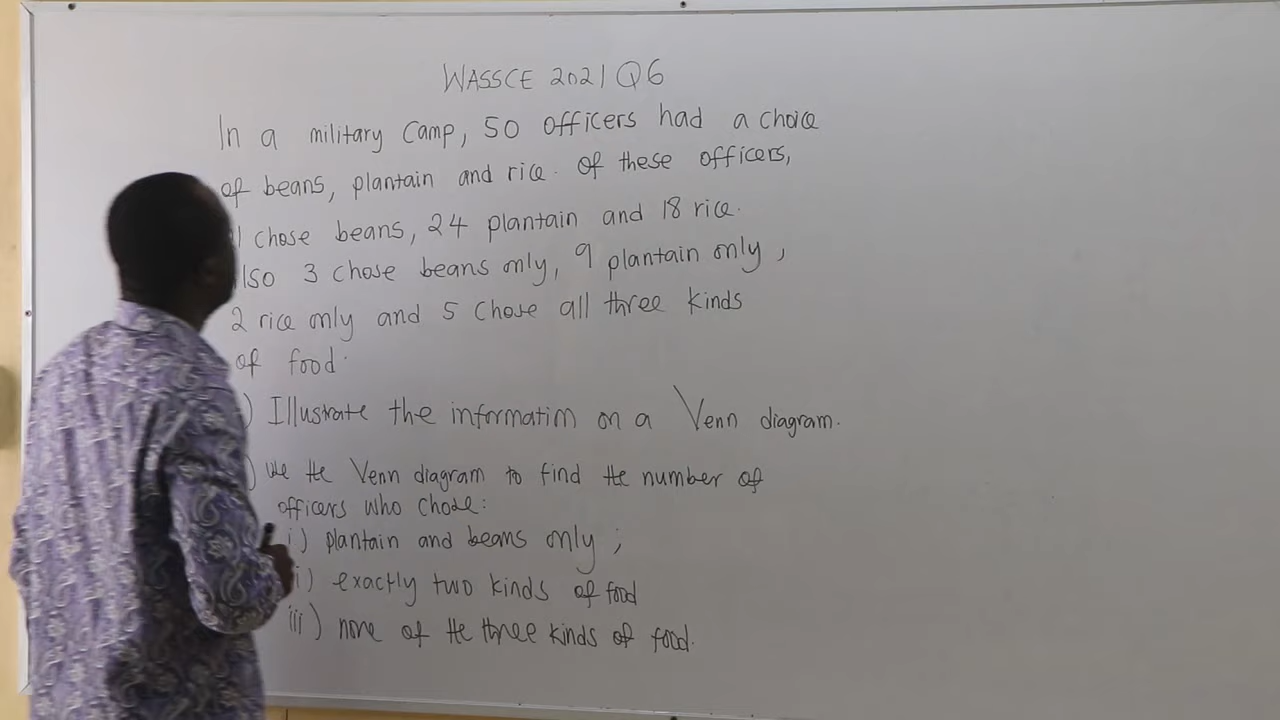 WASSCE 2021 Q6
In a military Camp, 50 officers had a choice
of beans, plantain and rice. Of these officers,
chose beans, 24 plantain and 18 rice.
3 chose beans only, 9 plantain only,
2 rice only and 5 chose all three kinds
of food.
) Illustrate the information on a Venn diagram.
) Use the Venn diagram to find the number of
officers who chose:
i) plantain and beans only;
i) exactly two kinds of food
iii) none of the three kinds of food.